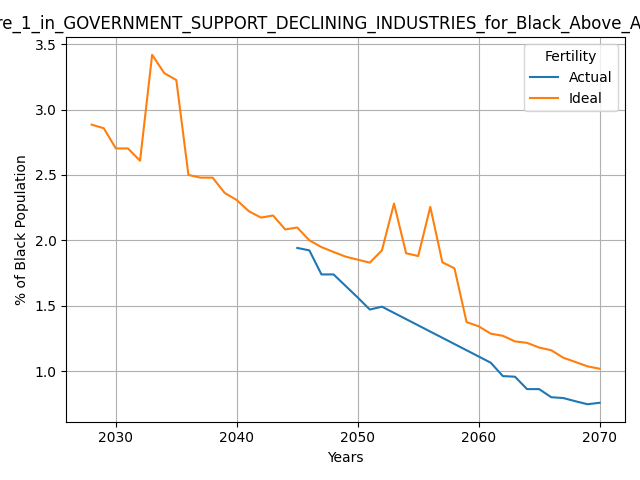 re_1_in_GOVERNMENT_SUPPORT_DECLINING_INDUSTRIES_for_Black_Above_A
3.5
3.0
2.5
2.0
1.5
1.0
% of Black Population
Fertility
Actual
Ideal
2030 2040 2050 2060 2070
Years